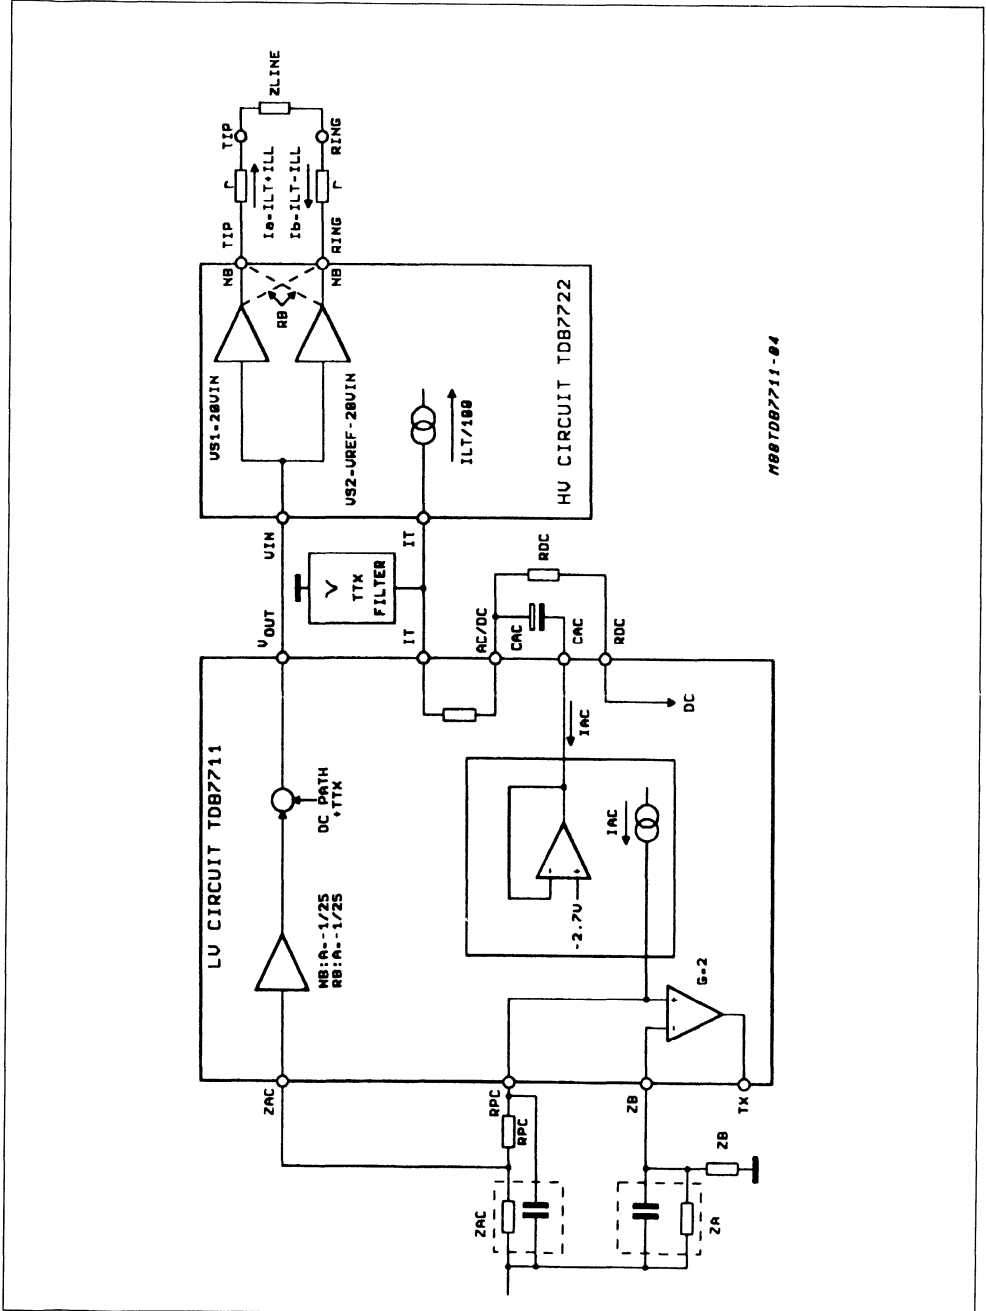 ZLINE
TIP
RING
r
r
Ia=ILT+ILL
Ib=ILT-ILL
TIP
RING
NB
NB
RB
VS1=20VIN
VS2=VREF-20VIN
ILT/100
HV CIRCUIT TDB7722
VIN
IT
TTX
FILTER
VOUT
IT
AC/DC
CAC
CAC
RDC
RDC
LV CIRCUIT TDB7711
DC PATH
+TTX
NB:A=-1/25
RB:A=-1/25
IAC
DC
IAC
-
+
-2.7V
G=2
-
+
ZAC
RPC
RPC
ZB
TX
ZAC
ZB
ZA
M88TDB7711-04